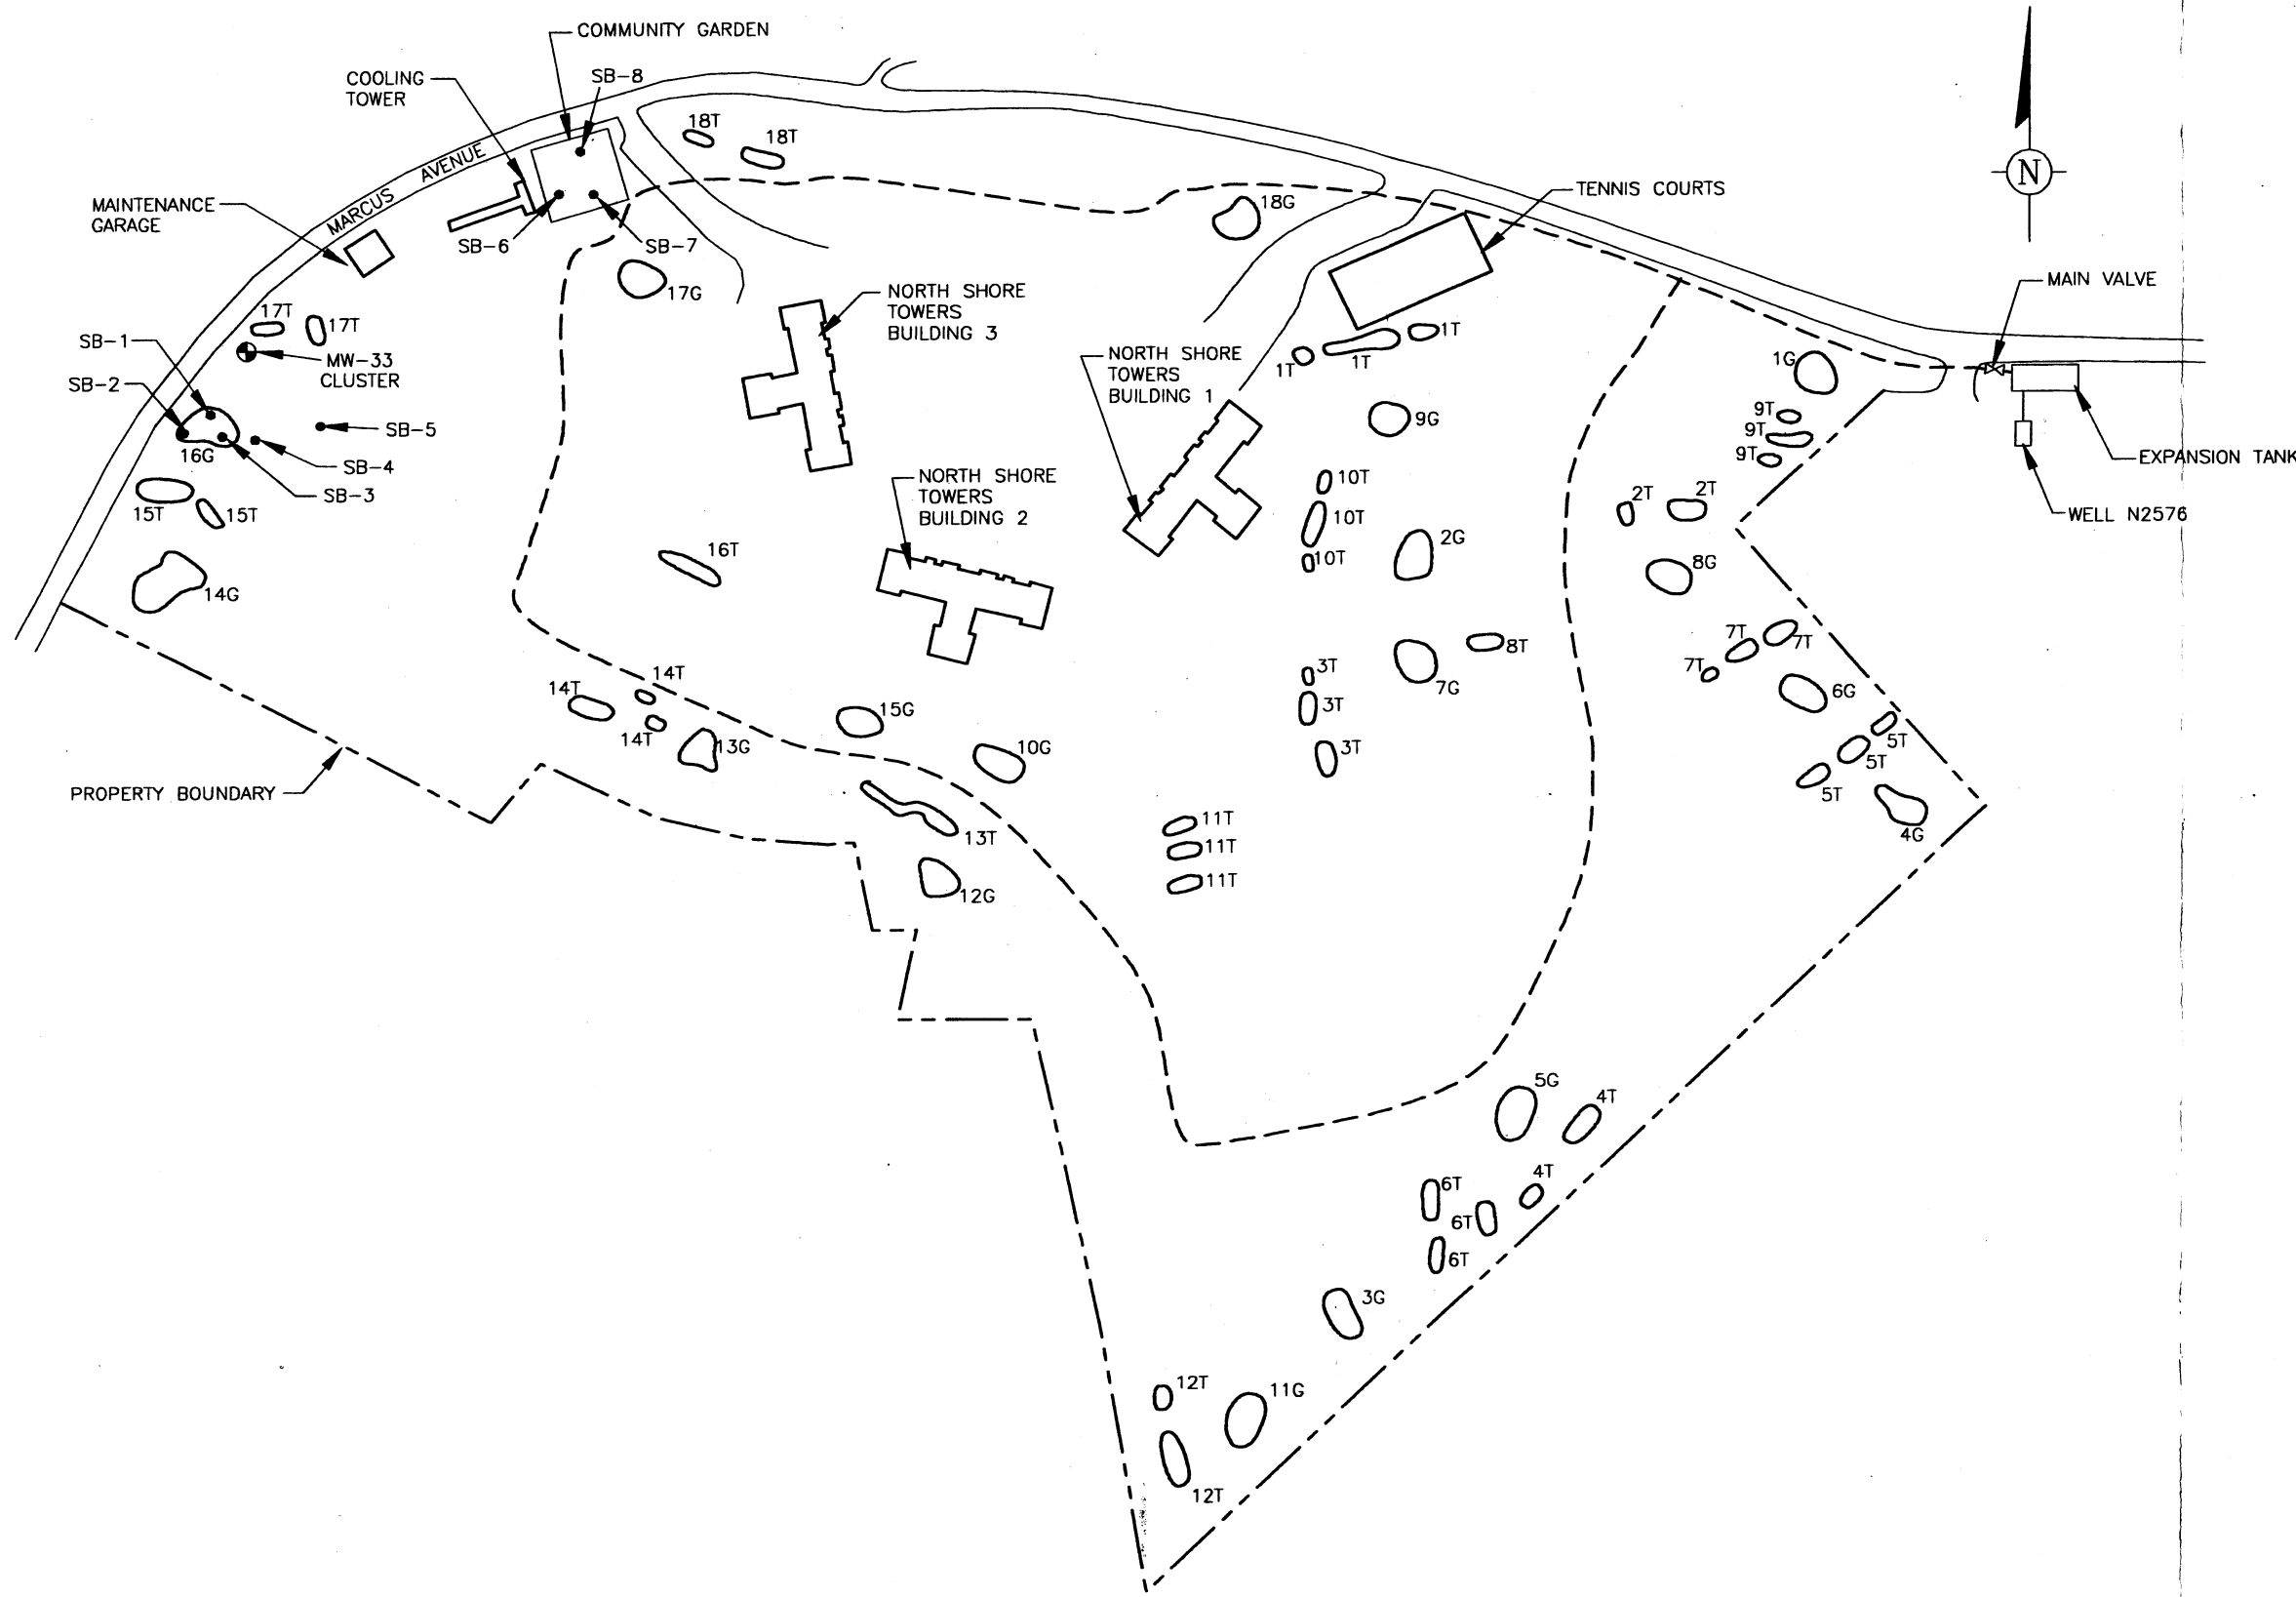 COMMUNITY GARDEN
COOLING
TOWER
SB-8
18T
18T
MARCUS AVENUE
MAINTENANCE
GARAGE
SB-6
SB-7
18G
TENNIS COURTS
N
MAIN VALVE
17G
NORTH SHORE
TOWERS
BUILDING 3
17T
17T
SB-1
MW-33
CLUSTER
SB-2
1T
1T
1T
NORTH SHORE
TOWERS
BUILDING 1
1G
9G
9T
9T
9T
SB-5
16G
SB-4
SB-3
EXPANSION TANK
WELL N2576
15T
15T
NORTH SHORE
TOWERS
BUILDING 2
10T
10T
10T
2G
2T
2T
8G
16T
14G
7T
7T
7T
8T
7G
6G
3T
3T
3T
14T
14T
14T
13G
15G
10G
5T
5T
5T
4G
PROPERTY BOUNDARY
13T
11T
11T
11T
12G
5G
4T
4T
6T
6T
6T
3G
12T
11G
12T